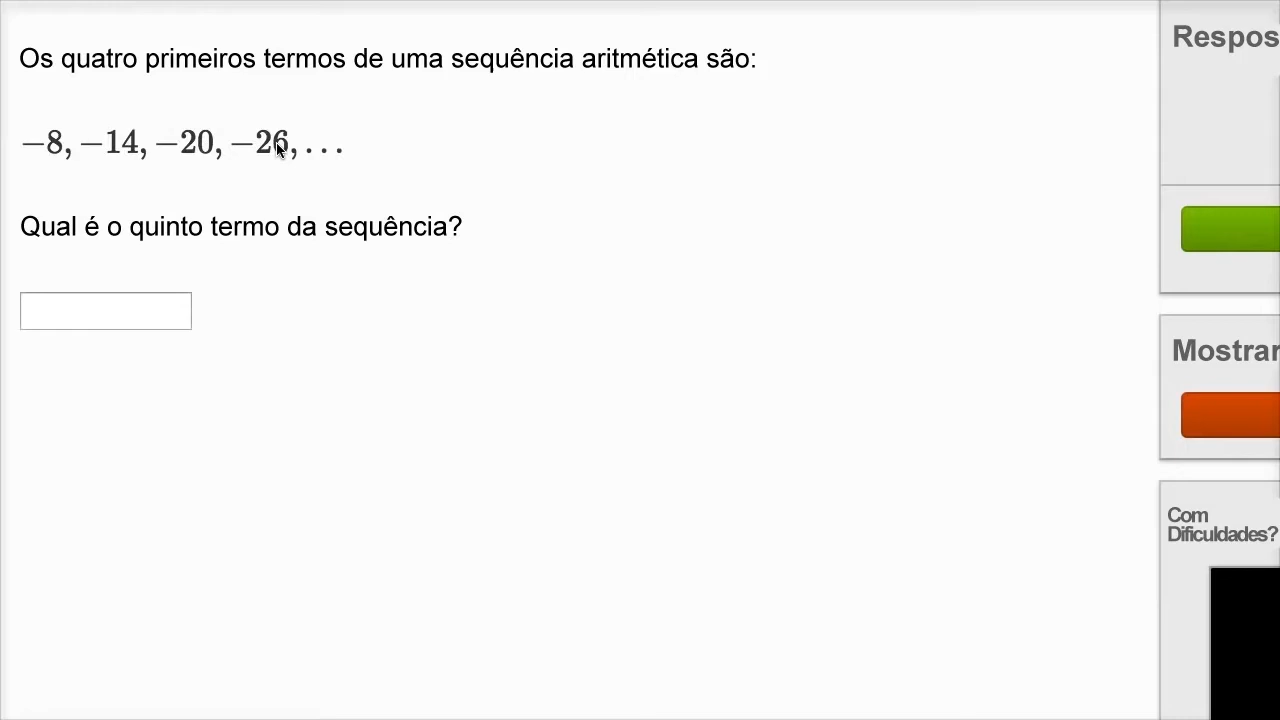 Os quatro primeiros termos de uma sequência aritmética são:
−8, −14, −20, −26, . . .
Qual é o quinto termo da sequência?
Respos
Mostrar
Com
Dificuldades?